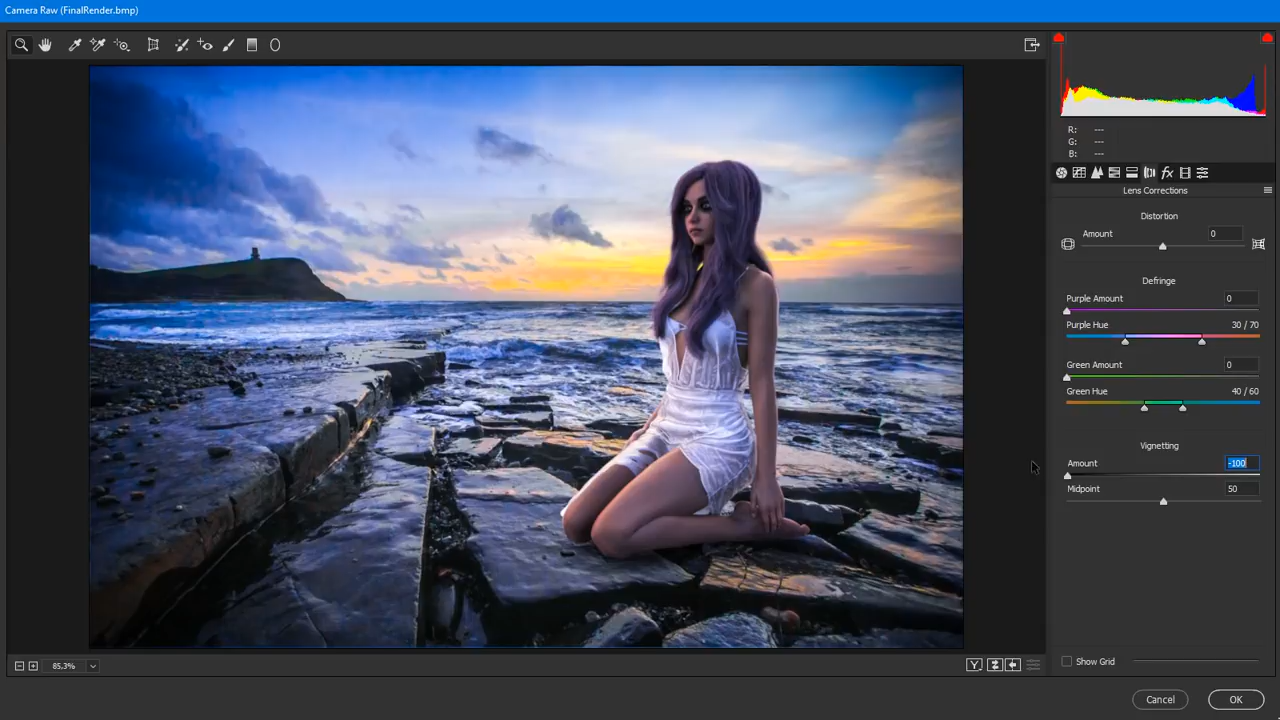 Camera Raw (FinalRender.bmp)
R: ---
G: ---
B: ---
fx
Lens Corrections
Distortion
Amount 0
Defringe
Purple Amount 0
Purple Hue 30 / 70
Green Amount 0
Green Hue 40 / 60
Vignetting
Amount -100
Midpoint 50
85,3% Y
Show Grid
Cancel OK